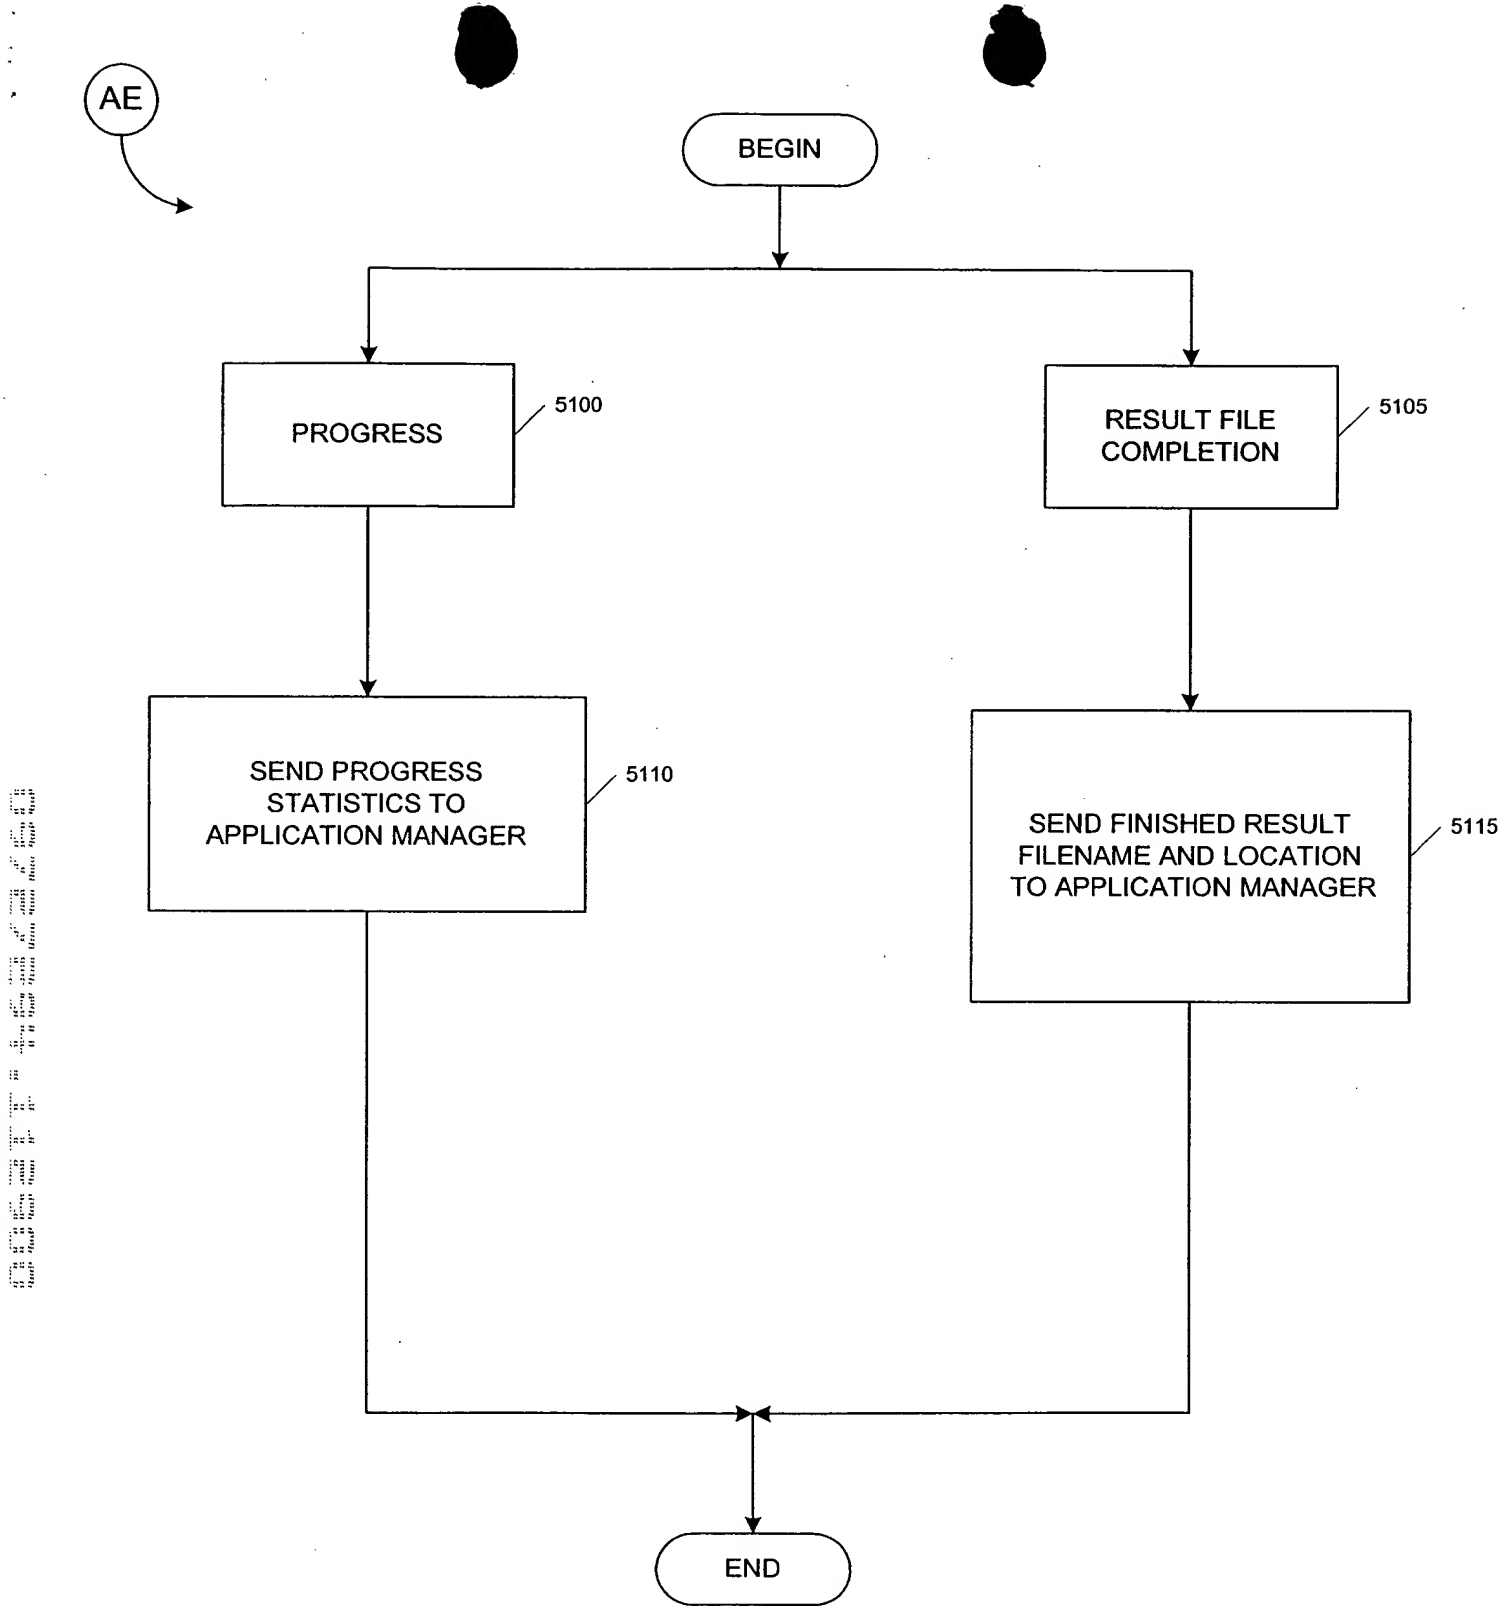 AE
BEGIN
PROGRESS
5100
RESULT FILE
COMPLETION
5105
SEND PROGRESS
STATISTICS TO
APPLICATION MANAGER
5110
SEND FINISHED RESULT
FILENAME AND LOCATION
TO APPLICATION MANAGER
5115
END